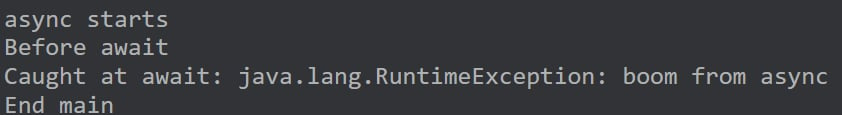 async starts
Before await
Caught at await: java.lang.RuntimeException: boom from async
End main